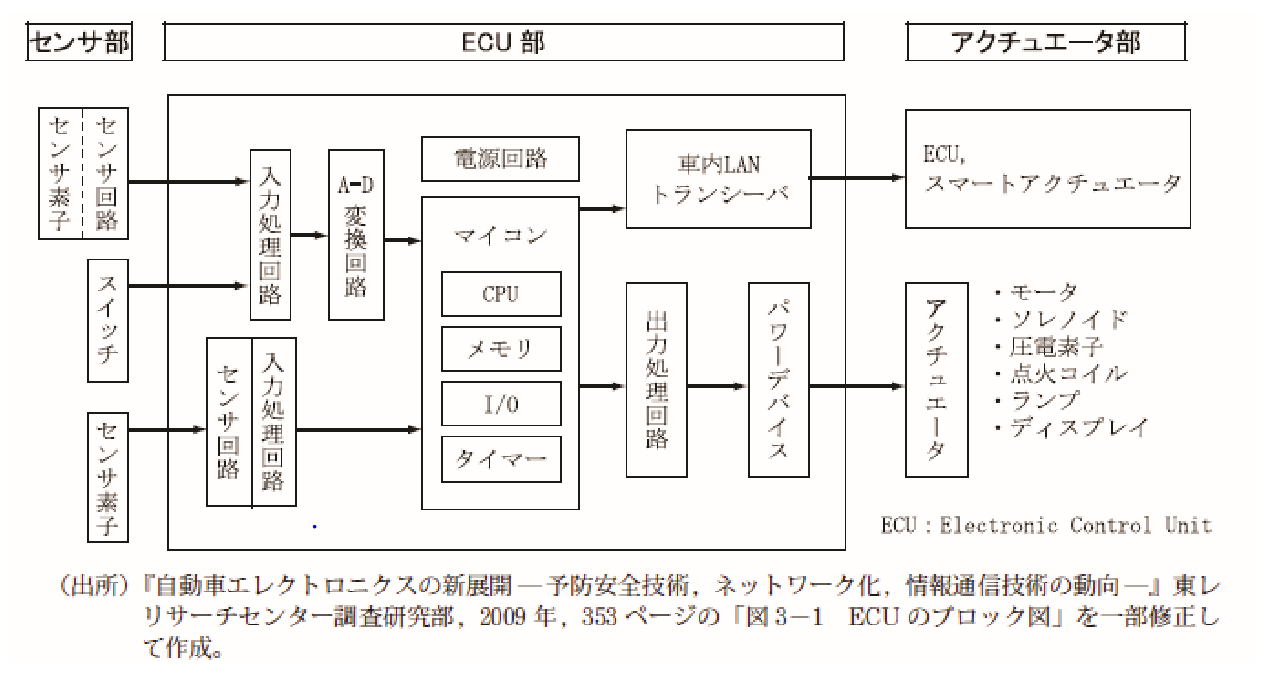 センサ部
ECU 部
アクチュエータ部
センサ素子
センサ回路
スイッチ
センサ素子
入力処理回路
A-D
変換回路
センサ回路
入力処理回路
電源回路
マイコン
CPU
メモリ
I/O
タイマー
車内LAN
トランシーバ
出力処理回路
パワーデバイス
ECU,
スマートアクチュエータ
アクチュエータ
・モータ
・ソレノイド
・圧電素子
・点火コイル
・ランプ
・ディスプレイ
ECU：Electronic Control Unit
（出所）『自動車エレクトロニクスの新展開 ― 予防安全技術，ネットワーク化，情報通信技術の動向 ―』東レ
リサーチセンター調査研究部，2009 年，353 ページの「図3－1　ECU のブロック図」を一部修正し
て作成。